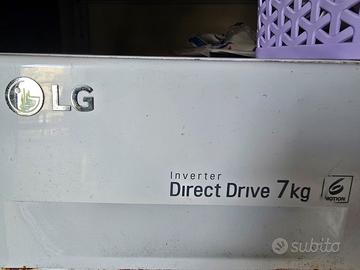 LG
Inverter
Direct Drive 7kg
6
MOTION
subito